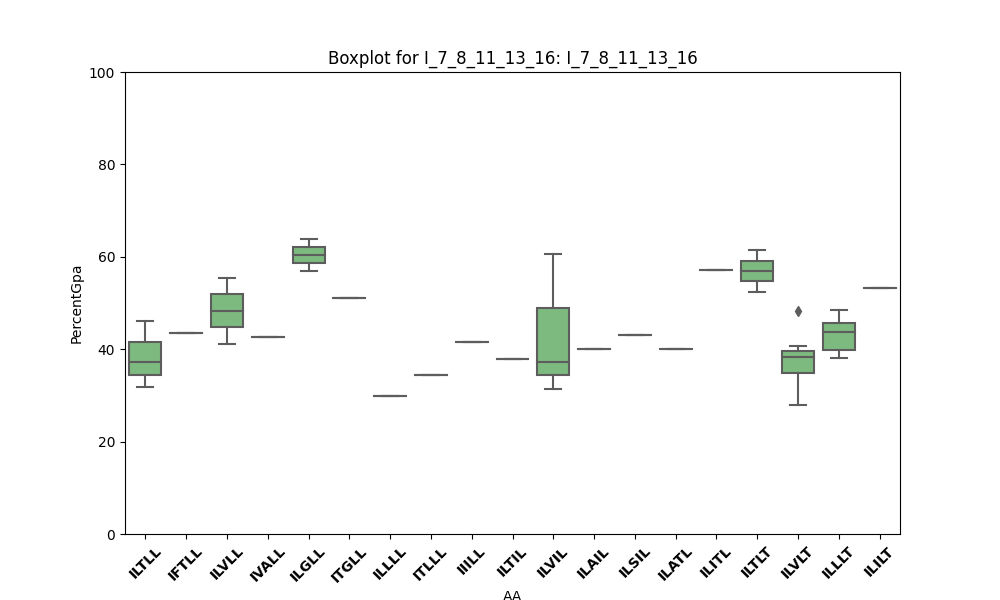 Boxplot for I_7_8_11_13_16: I_7_8_11_13_16
100
80
60
40
20
0
PercentGpa
ILTLL
IFTLL
ILVLL
IVALL
ILGLL
ITGLL
ILLLL
ITLLL
IIILL
ILTIL
ILVIL
ILAIL
ILSIL
ILATL
ILITL
ILTLT
ILVLT
ILLLT
ILILT
AA